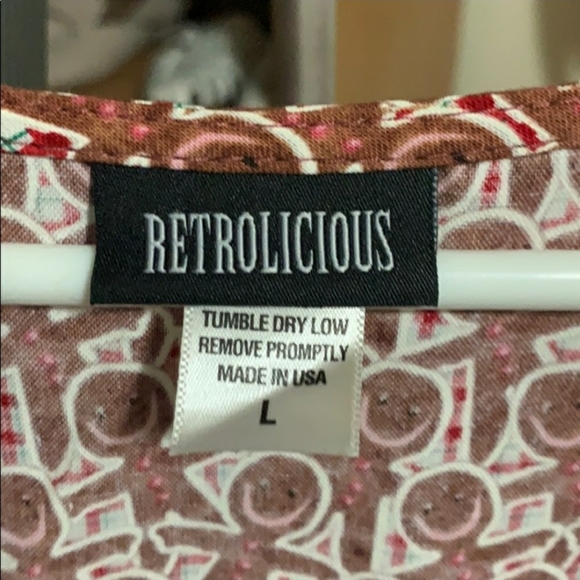 RETROLICIOUS
TUMBLE DRY LOW
REMOVE PROMPTLY
MADE IN USA
L